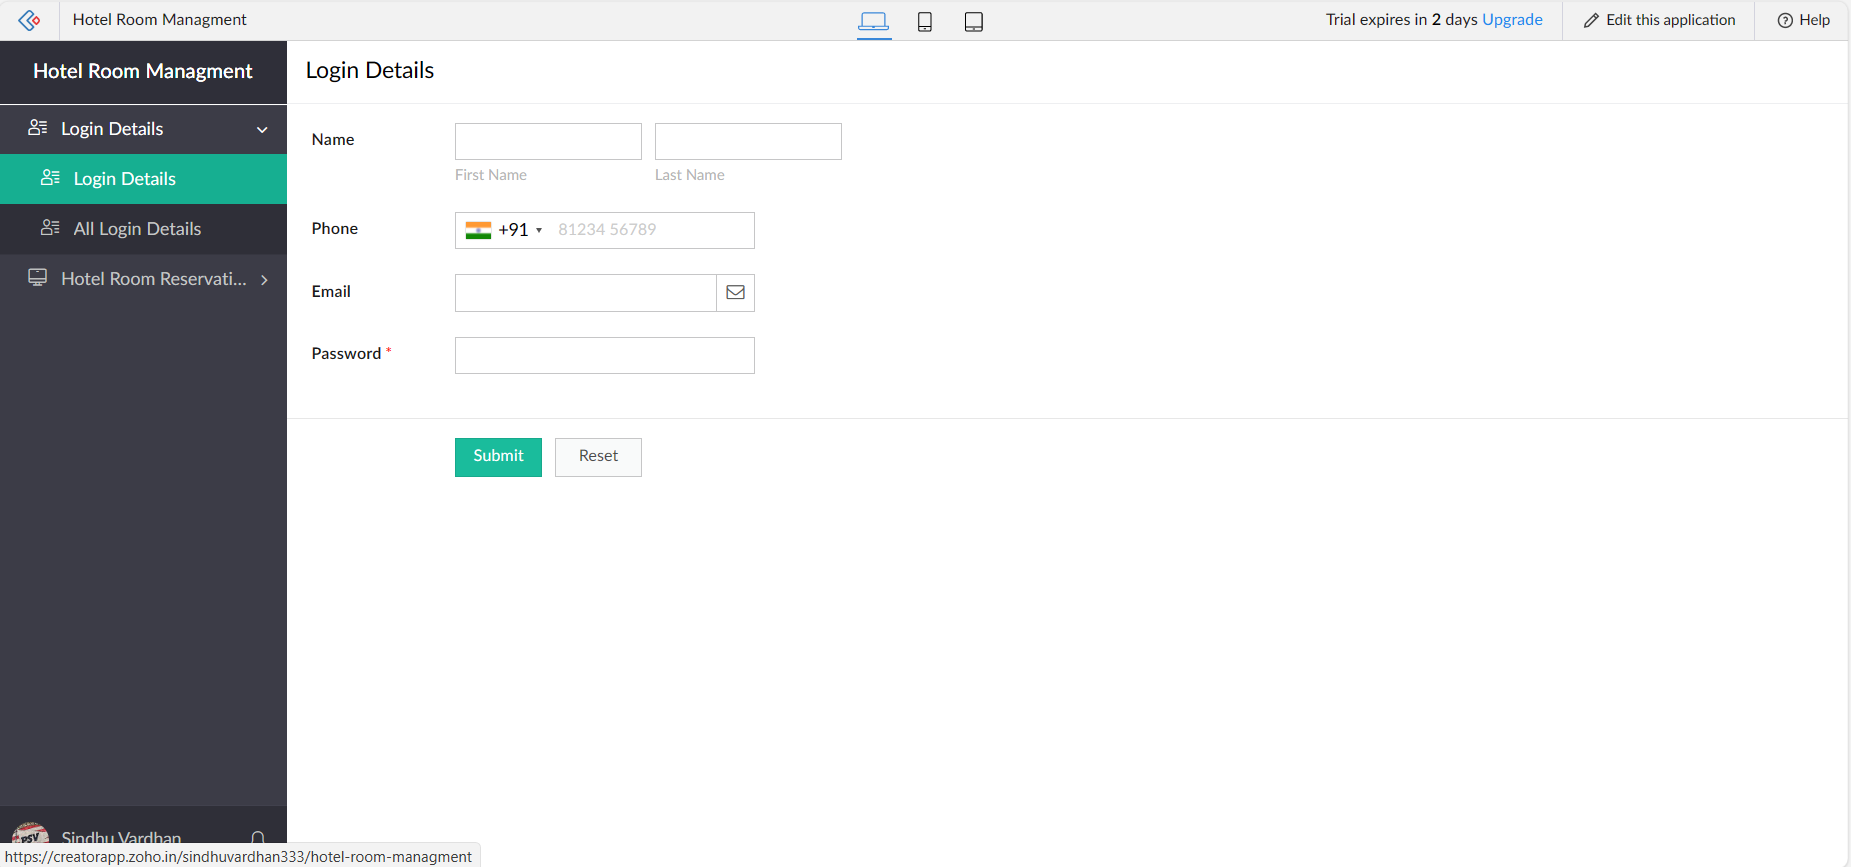 Hotel Room Managment
Trial expires in 2 days Upgrade
Edit this application
Help
Hotel Room Managment
Login Details
Login Details
All Login Details
Hotel Room Reservati...
Login Details
Name
First Name
Last Name
Phone
+91
81234 56789
Email
Password *
Submit
Reset
PSV
Sindhu Vardhan
https://creatorapp.zoho.in/sindhuvardhan333/hotel-room-managment